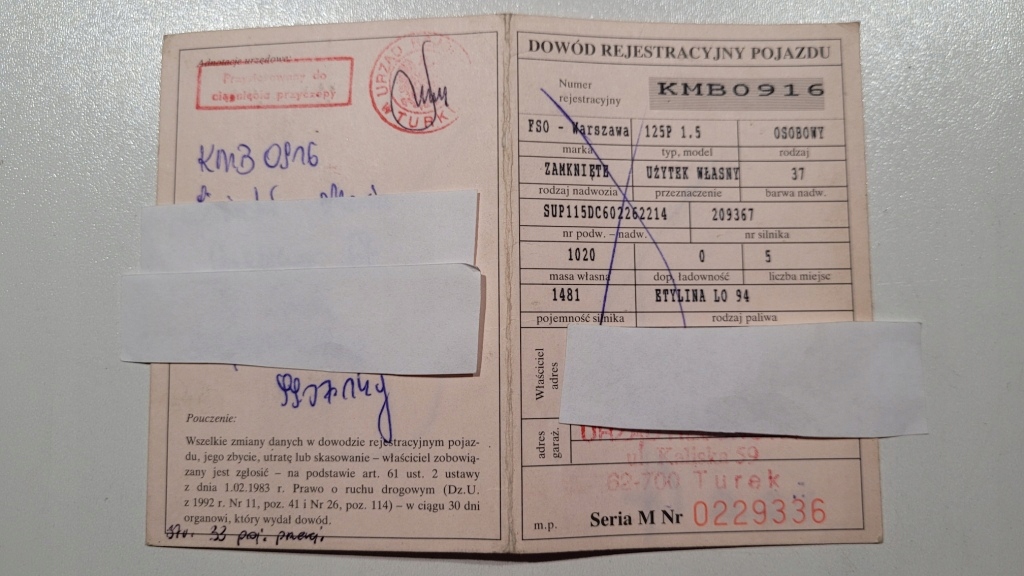 Adnotacje urzędowe:
Przystosowany do
ciągnięcia przyczepy
URZĄD
TURK
KMB 0916
Pouczenie:
Wszelkie zmiany danych w dowodzie rejestracyjnym pojaz-
du, jego zbycie, utratę lub skasowanie – właściciel zobowią-
zany jest zgłosić – na podstawie art. 61 ust. 2 ustawy
z dnia 1.02.1983 r. Prawo o ruchu drogowym (Dz.U.
z 1992 r. Nr 11, poz. 41 i Nr 26, poz. 114) – w ciągu 30 dni
organowi, który wydał dowód.
DOWÓD REJESTRACYJNY POJAZDU
Numer
rejestracyjny
KMB0916
FSO - Warszawa 125P 1.5 OSOBOWY
marka typ, model rodzaj
ZAMKNIĘTE UŻYTEK WŁASNY 37
rodzaj nadwozia przeznaczenie barwa nadw.
SUP115DC602262214 209367
nr podw. – nadw. nr silnika
1020 0 5
masa własna dop. ładowność liczba miejsc
1481 ETYLINA LO 94
pojemność silnika rodzaj paliwa
Właściciel
adres
adres
garaż.
ul. Kaliska 59
62-700 Turek
m.p. Seria M Nr 0229336